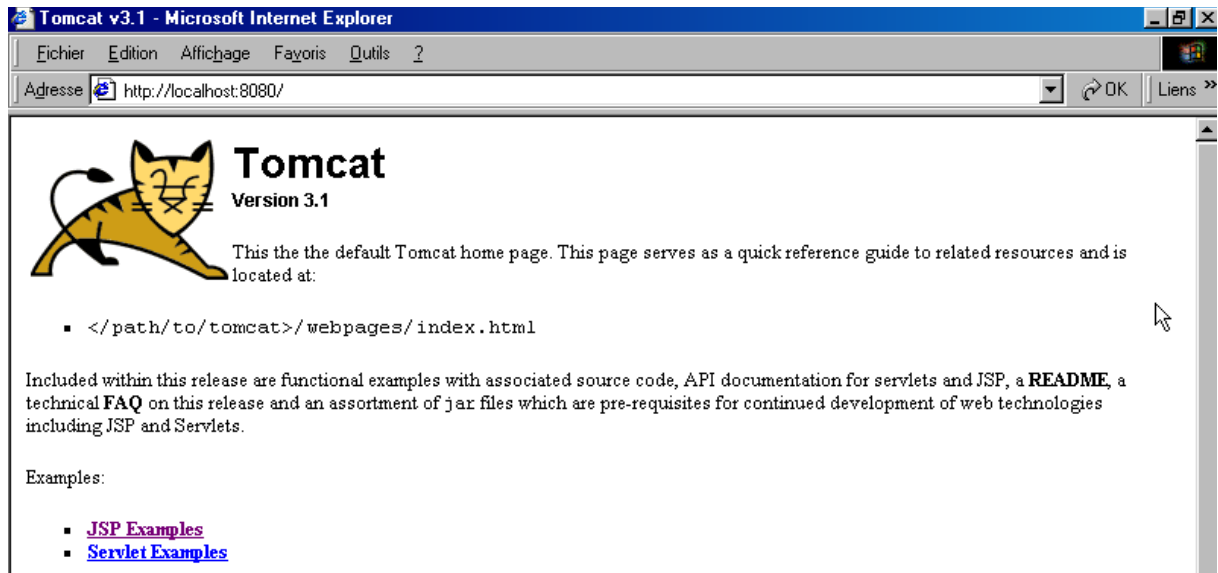 Tomcat v3.1 - Microsoft Internet Explorer
Fichier Edition Affichage Favoris Outils ?
Adresse http://localhost:8080/ OK Liens »
Tomcat
Version 3.1
This the the default Tomcat home page. This page serves as a quick reference guide to related resources and is
located at:
</path/to/tomcat>/webpages/index.html
Included within this release are functional examples with associated source code, API documentation for servlets and JSP, a README, a
technical FAQ on this release and an assortment of jar files which are pre-requisites for continued development of web technologies
including JSP and Servlets.
Examples:
JSP Examples
Servlet Examples